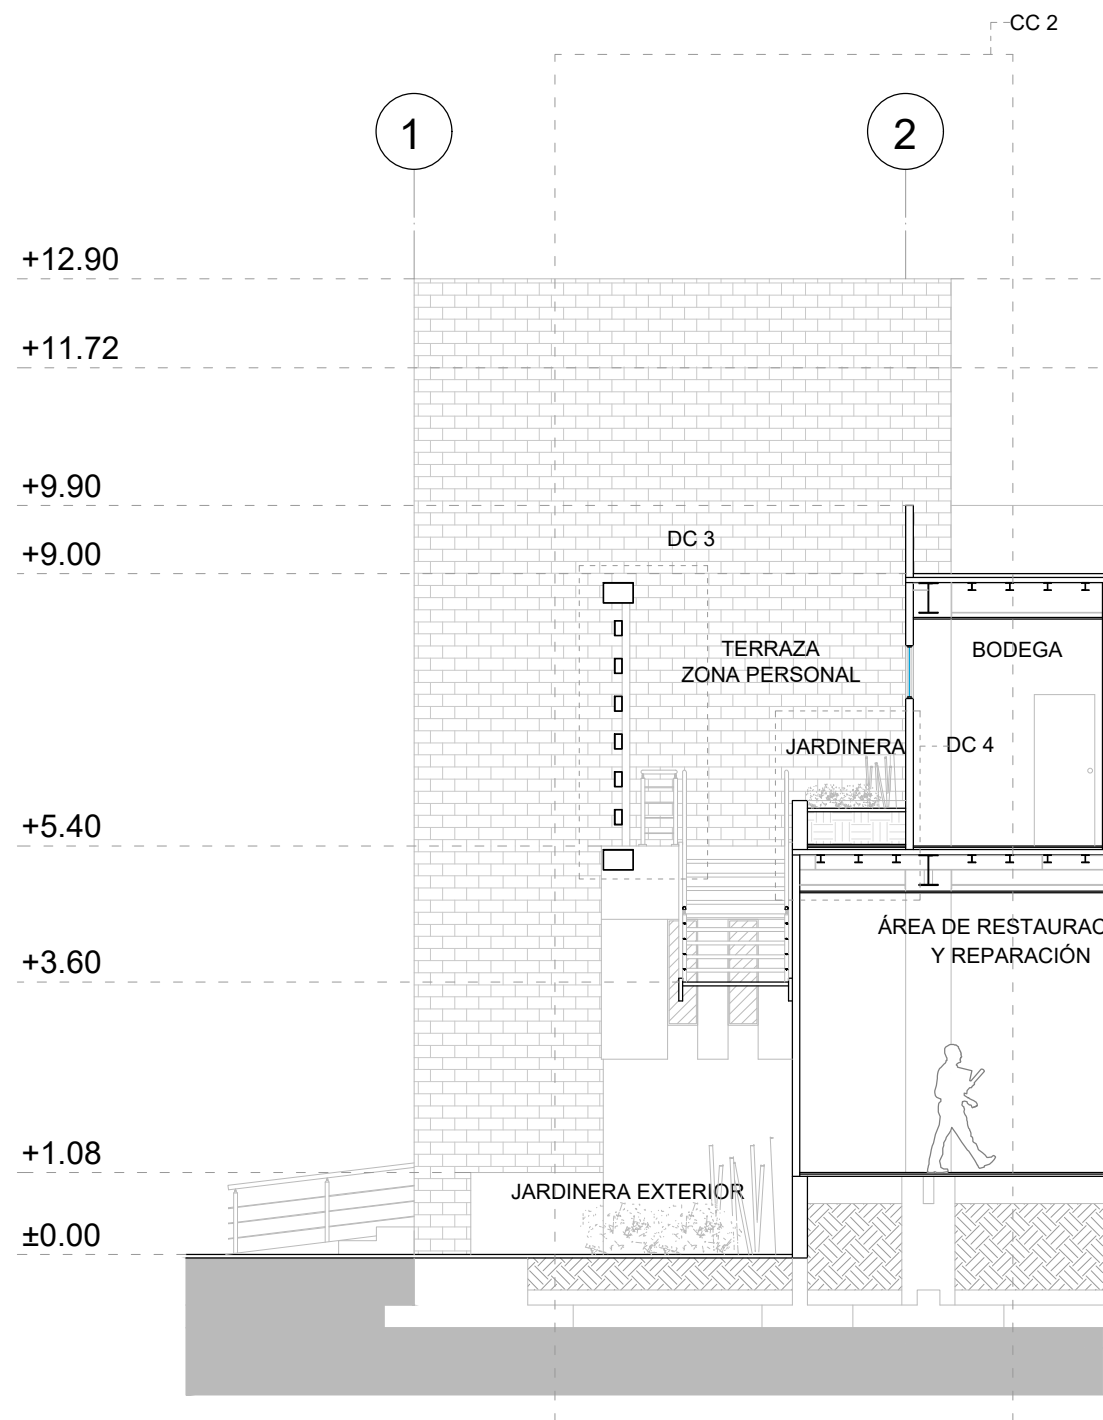 CC 2
1
2
+12.90
+11.72
+9.90
+9.00
DC 3
TERRAZA
ZONA PERSONAL
BODEGA
JARDINERA
DC 4
+5.40
ÁREA DE RESTAURAC
Y REPARACIÓN
+3.60
+1.08
JARDINERA EXTERIOR
±0.00